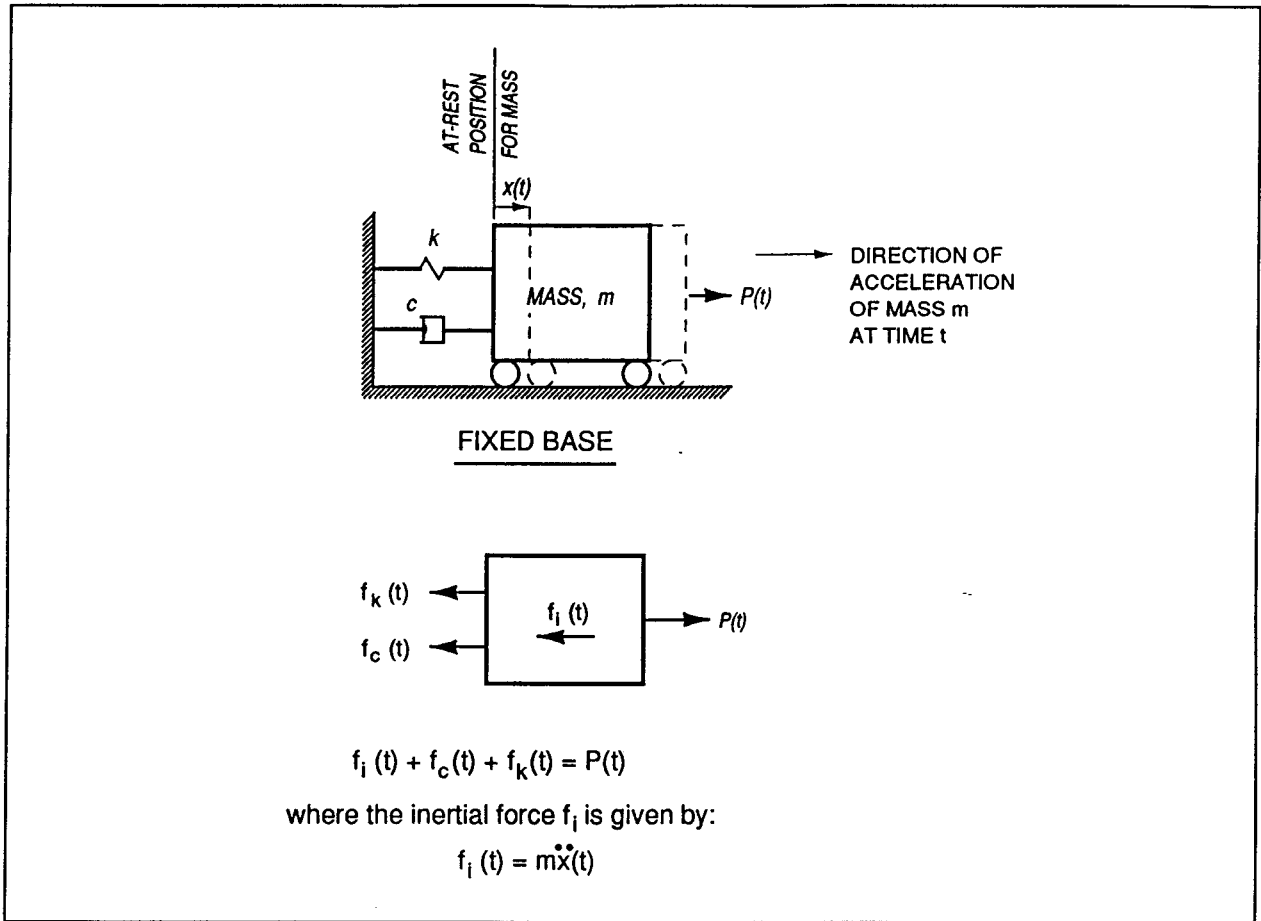 AT-REST
POSITION
FOR MASS
x(t)
k
c
MASS, m
P(t)
DIRECTION OF
ACCELERATION
OF MASS m
AT TIME t
FIXED BASE
f_k (t)
f_c (t)
f_i (t)
P(t)
f_i (t) + f_c(t) + f_k(t) = P(t)
where the inertial force f_i is given by:
f_i (t) = mẍ(t)